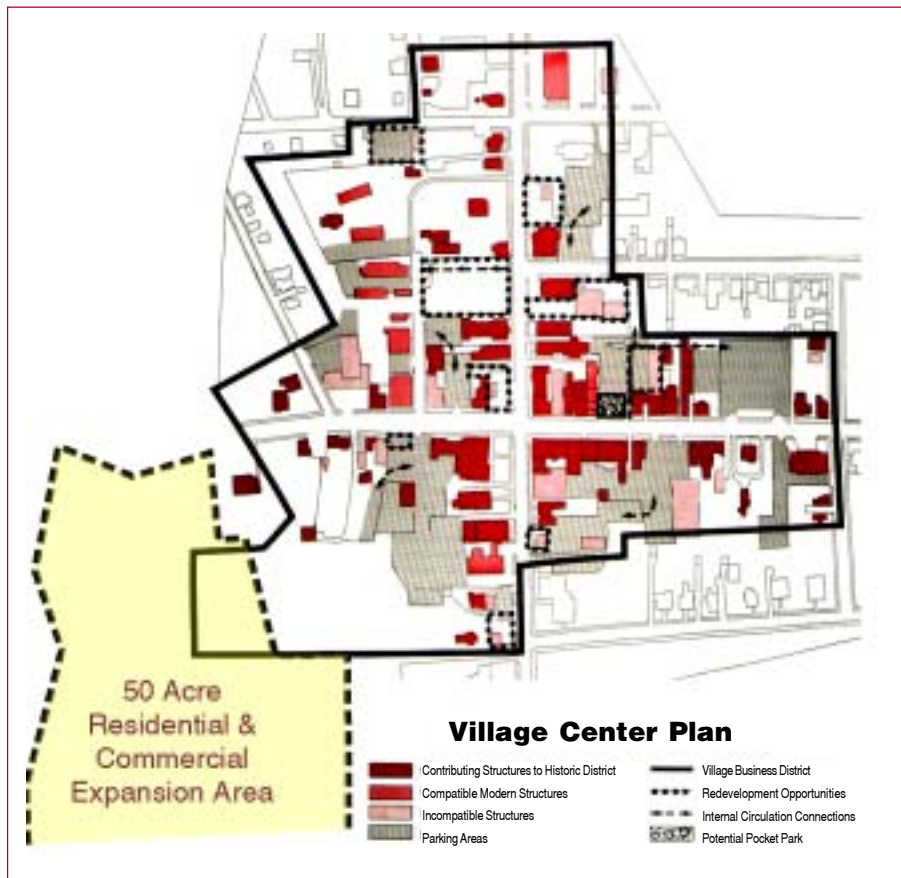 50 Acre
Residential &
Commercial
Expansion Area
Village Center Plan
Contributing Structures to Historic District
Compatible Modern Structures
Incompatible Structures
Parking Areas
Village Business District
Redevelopment Opportunities
Internal Circulation Connections
Potential Pocket Park